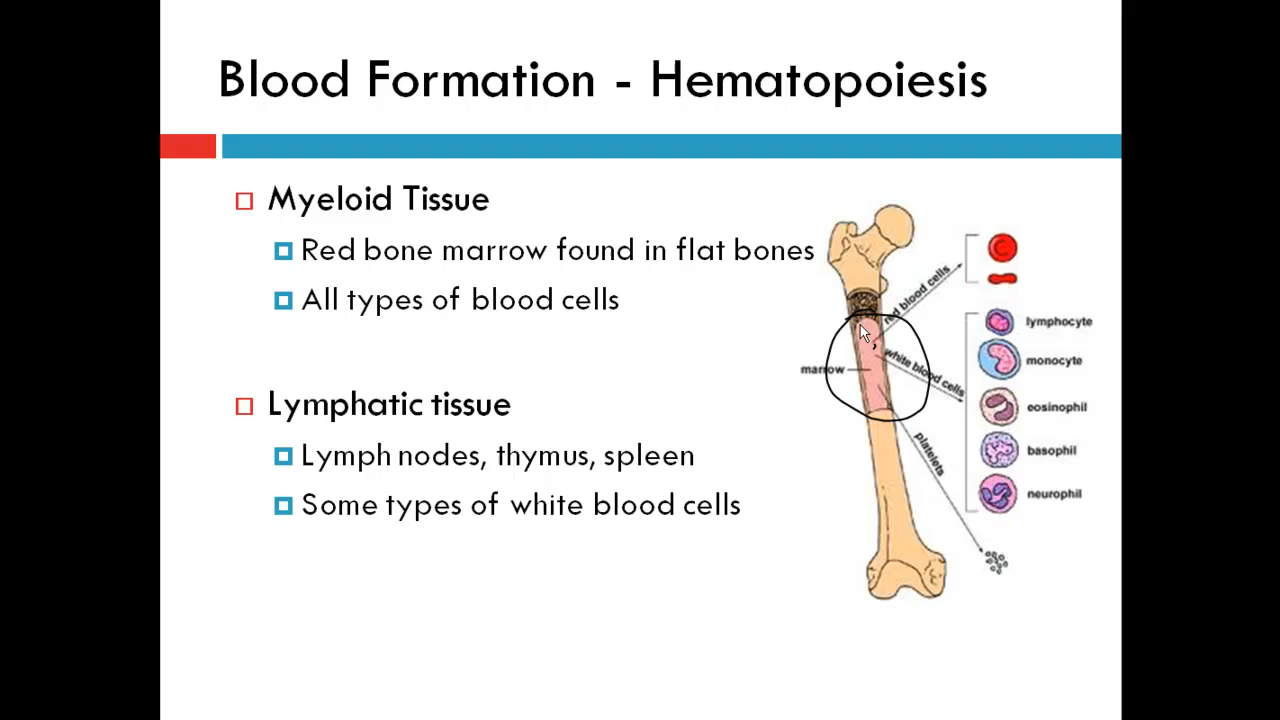 Blood Formation - Hematopoiesis
Myeloid Tissue
Red bone marrow found in flat bones
All types of blood cells
Lymphatic tissue
Lymph nodes, thymus, spleen
Some types of white blood cells
red blood cells
white blood cells
marrow
platelets
lymphocyte
monocyte
eosinophil
basophil
neurophil